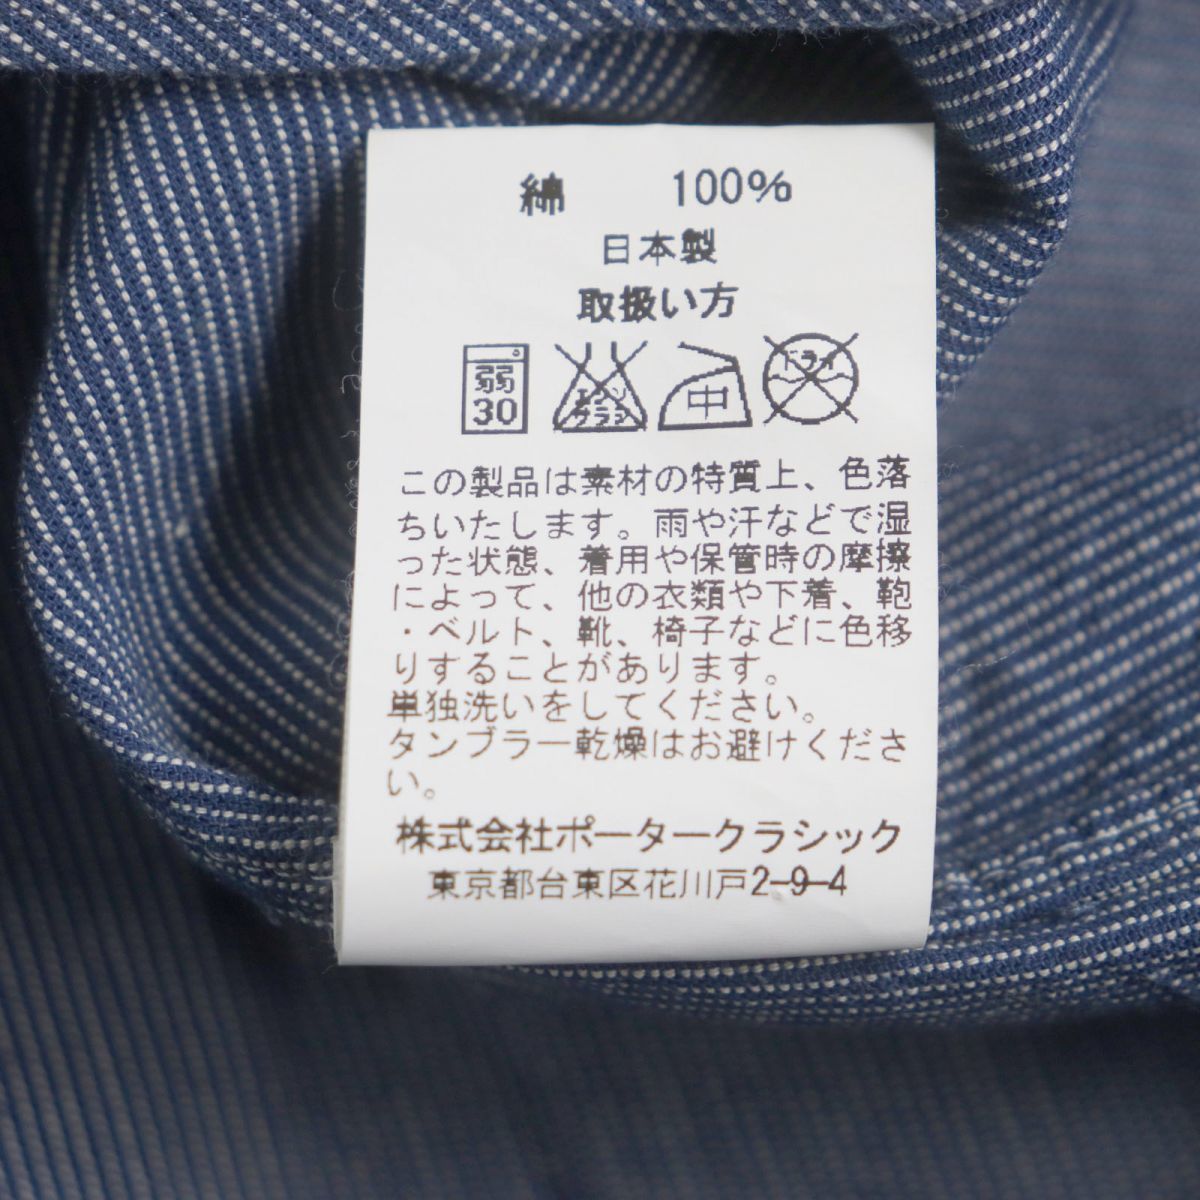 綿 100%
日本製
取扱い方
弱 30 エンソ サラシ 中 ドライ
この製品は素材の特質上、色落
ちいたします。雨や汗などで湿
った状態、着用や保管時の摩擦
によって、他の衣類や下着、鞄
・ベルト、靴、椅子などに色移
りすることがあります。
単独洗いをしてください。
タンブラー乾燥はお避けくださ
い。
株式会社ポータークラシック
東京都台東区花川戸2-9-4